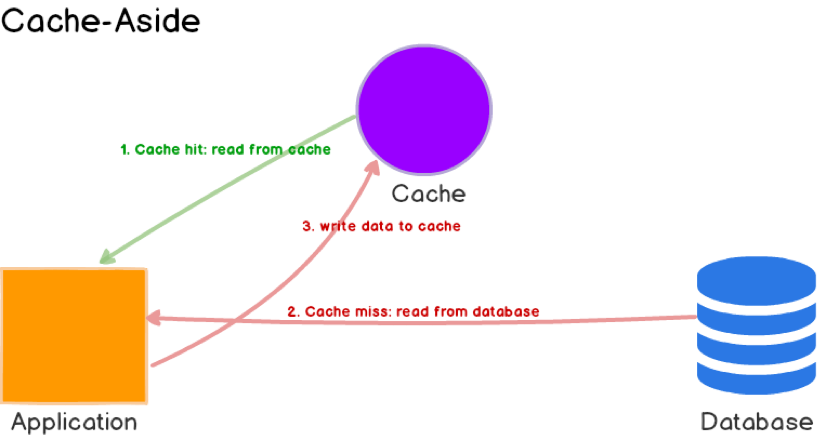 Cache-Aside
1. Cache hit: read from cache
Cache
3. write data to cache
2. Cache miss: read from database
Application
Database